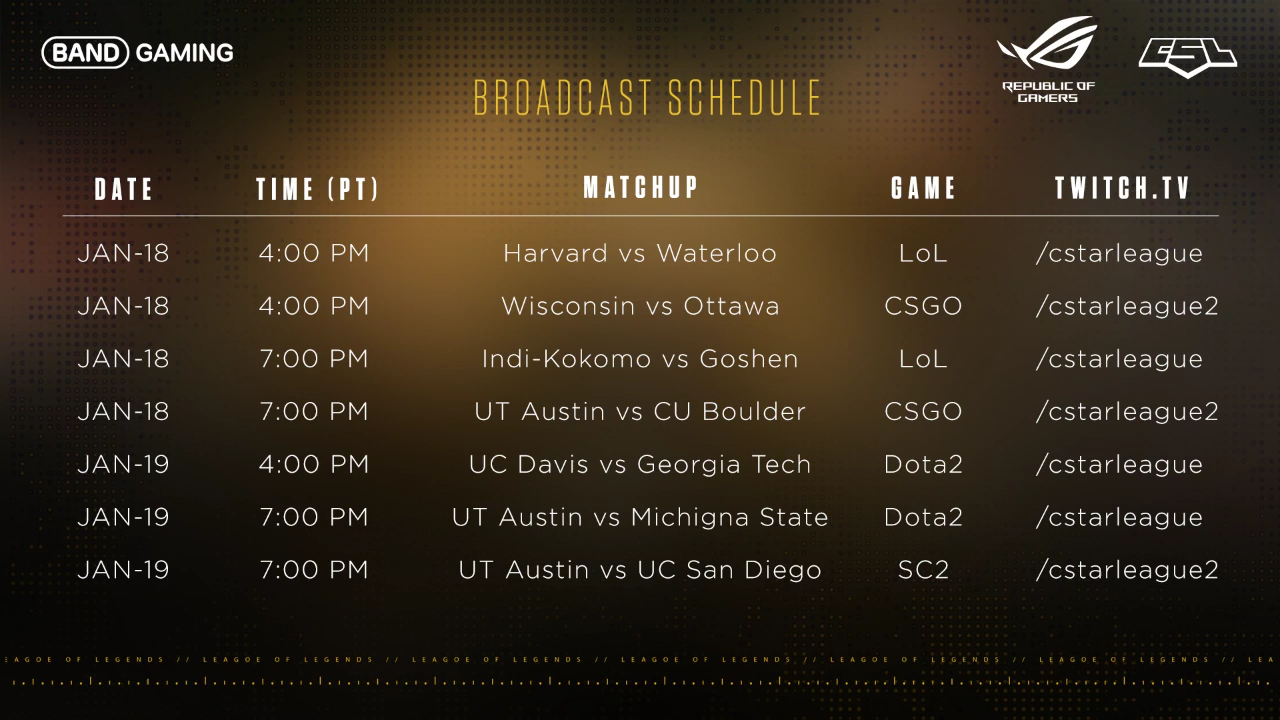 BAND GAMING
REPUBLIC OF
GAMERS
CSL
BROADCAST SCHEDULE
DATE TIME (PT) MATCHUP GAME TWITCH.TV
JAN-18 4:00 PM Harvard vs Waterloo LoL /cstarleague
JAN-18 4:00 PM Wisconsin vs Ottawa CSGO /cstarleague2
JAN-18 7:00 PM Indi-Kokomo vs Goshen LoL /cstarleague
JAN-18 7:00 PM UT Austin vs CU Boulder CSGO /cstarleague2
JAN-19 4:00 PM UC Davis vs Georgia Tech Dota2 /cstarleague
JAN-19 7:00 PM UT Austin vs Michigna State Dota2 /cstarleague
JAN-19 7:00 PM UT Austin vs UC San Diego SC2 /cstarleague2
EAGOE OF LEGENDS // LEAGOE OF LEGENDS // LEAGOE OF LEGENDS // LEAGOE OF LEGENDS // LEAGOE OF LEGENDS // LEAGOE OF LEGENDS // LEA